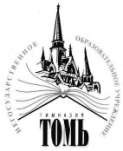 НЕГОСУДАРСТВЕННОЕ ОБРАЗОВАТЕЛЬНОЕ УЧРЕЖДЕНИЕ
ГИМНАЗИЯ
ТОМЬ